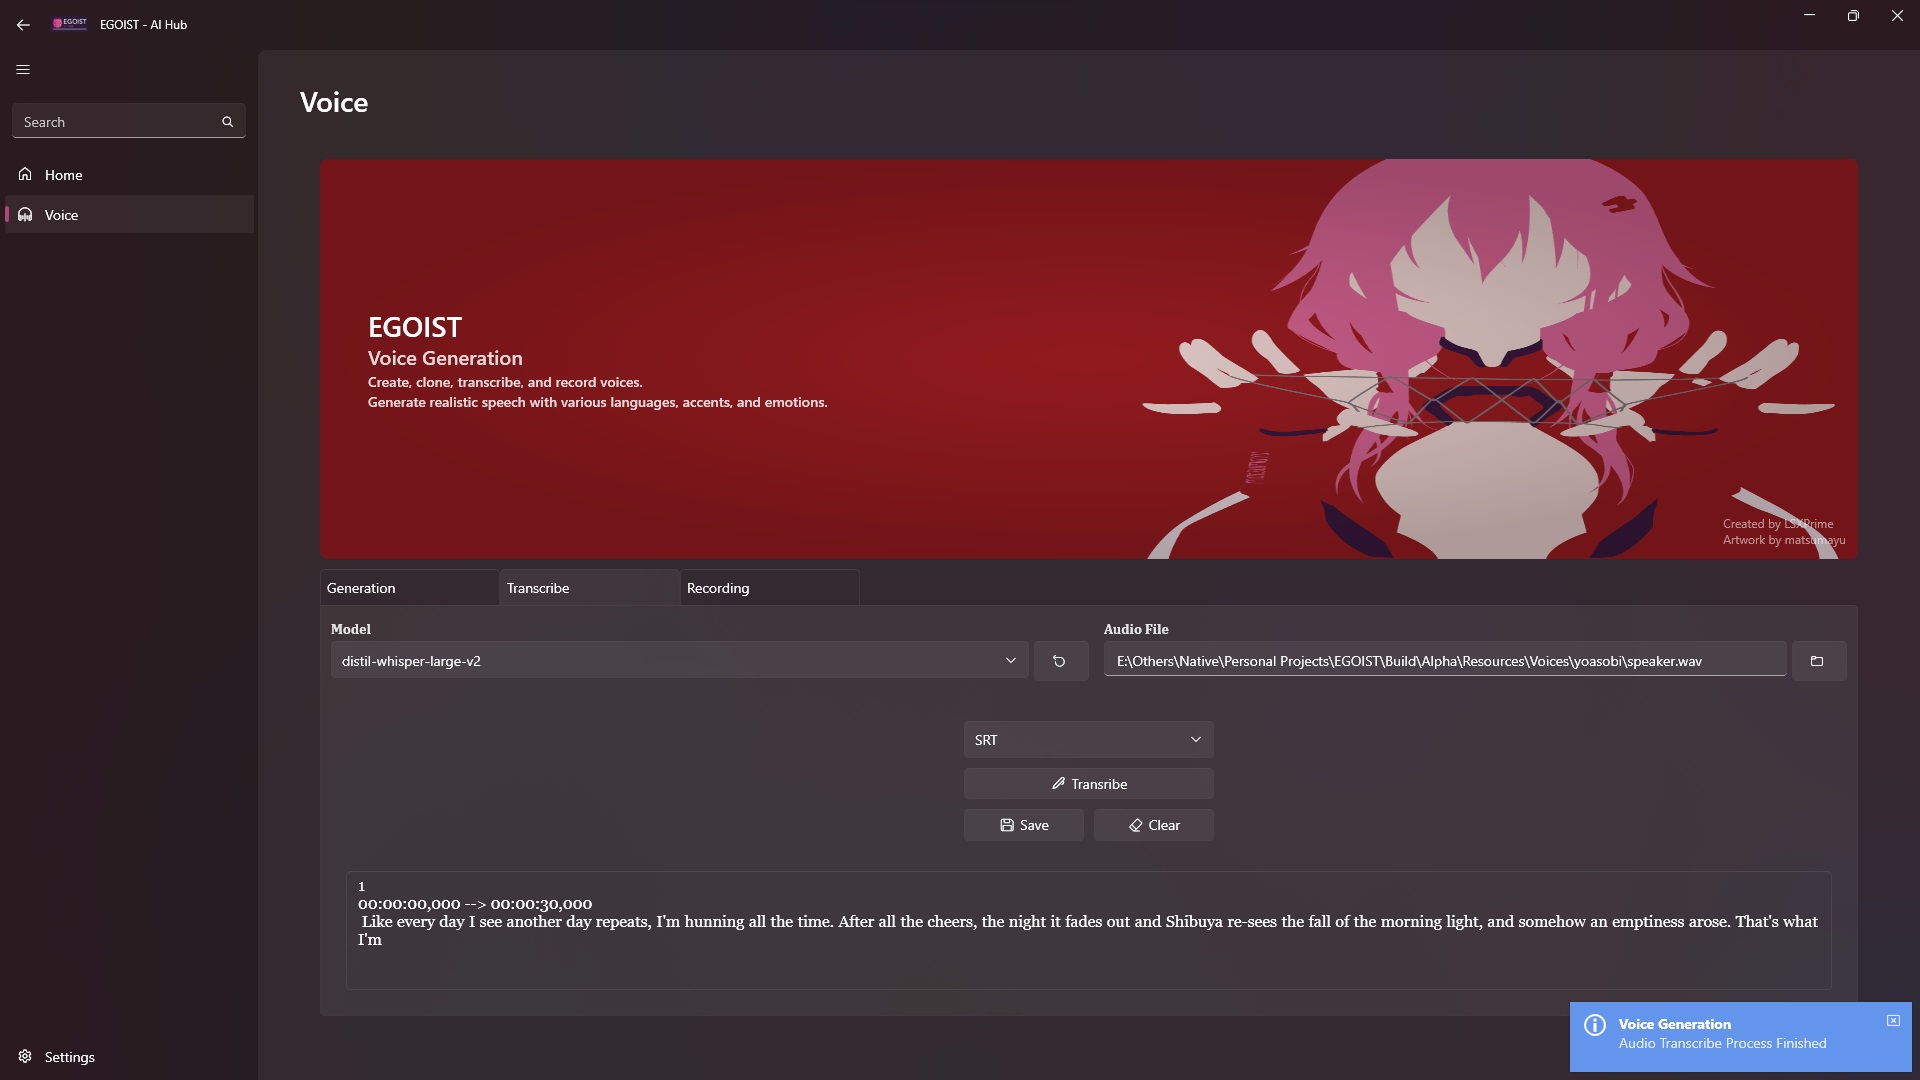 EGOIST
EGOIST - AI Hub
Search
Home
Voice
Settings
Voice
EGOIST
Voice Generation
Create, clone, transcribe, and record voices.
Generate realistic speech with various languages, accents, and emotions.
Created by LSXPrime
Artwork by matsumayu
Generation
Transcribe
Recording
Model
distil-whisper-large-v2
Audio File
E:\Others\Native\Personal Projects\EGOIST\Build\Alpha\Resources\Voices\yoasobi\speaker.wav
SRT
Transribe
Save
Clear
1
00:00:00,000 --> 00:00:30,000
Like every day I see another day repeats, I'm hunning all the time. After all the cheers, the night it fades out and Shibuya re-sees the fall of the morning light, and somehow an emptiness arose. That's what
I'm
Voice Generation
Audio Transcribe Process Finished